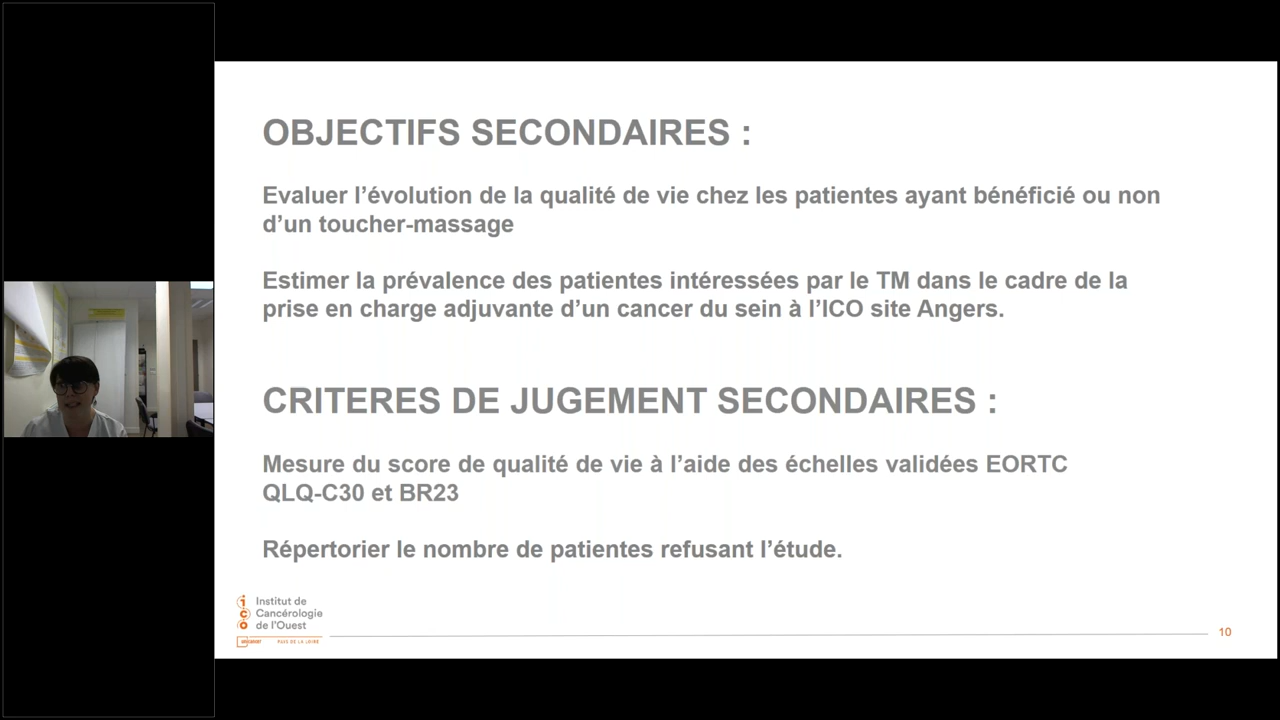 OBJECTIFS SECONDAIRES :
Evaluer l’évolution de la qualité de vie chez les patientes ayant bénéficié ou non
d’un toucher-massage
Estimer la prévalence des patientes intéressées par le TM dans le cadre de la
prise en charge adjuvante d’un cancer du sein à l’ICO site Angers.
CRITERES DE JUGEMENT SECONDAIRES :
Mesure du score de qualité de vie à l’aide des échelles validées EORTC
QLQ-C30 et BR23
Répertorier le nombre de patientes refusant l’étude.
ico
Institut de
Cancérologie
de l'Ouest
PAYS DE LA LOIRE
10